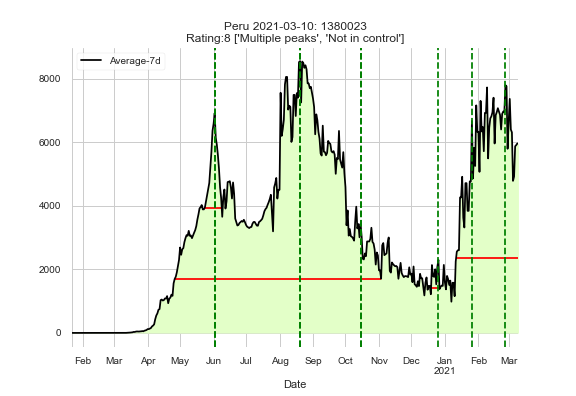 Peru 2021-03-10: 1380023
Rating:8 ['Multiple peaks', 'Not in control']
Average-7d
8000
6000
4000
2000
0
Feb Mar Apr May Jun Jul Aug Sep Oct Nov Dec Jan Feb Mar
2021
Date